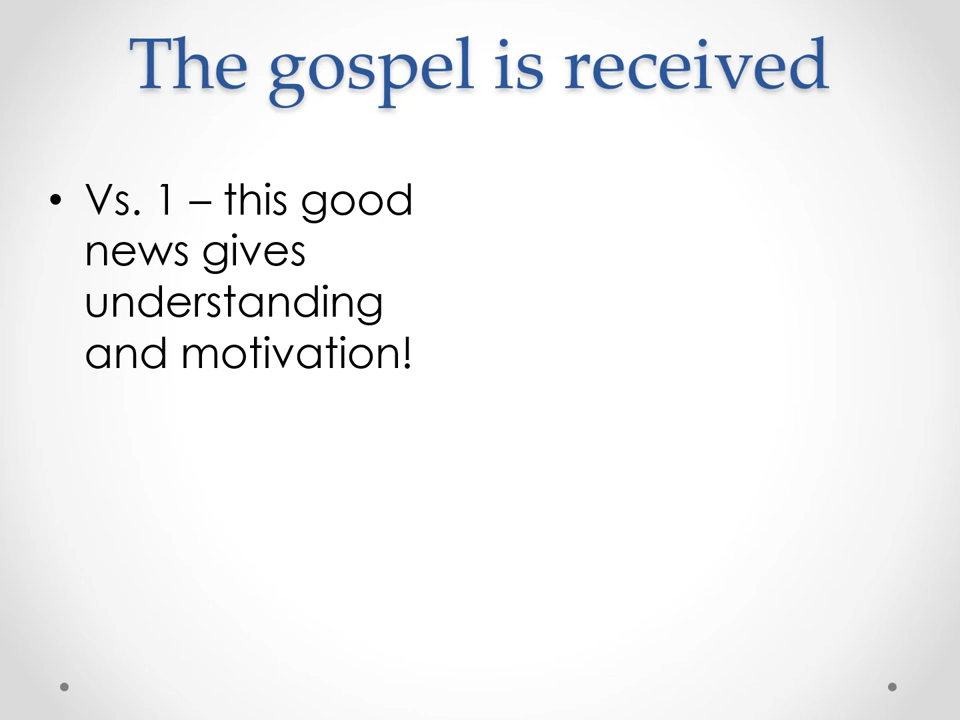 The gospel is received
• Vs. 1 – this good
news gives
understanding
and motivation!